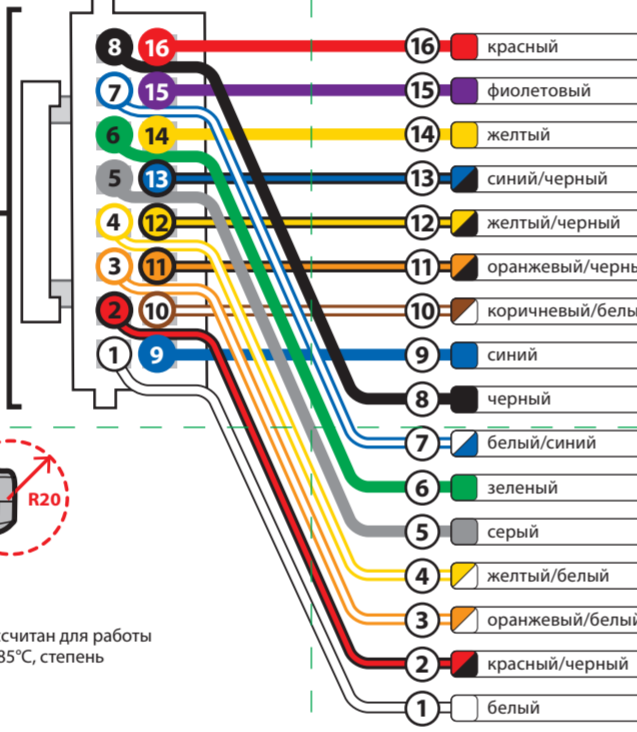 8 16 16 красный
7 15 15 фиолетовый
6 14 14 желтый
5 13 13 синий/черный
4 12 12 желтый/черный
3 11 11 оранжевый/чернь
2 10 10 коричневый/белы
1 9 9 синий
8 черный
7 белый/синий
6 зеленый
R20
5 серый
4 желтый/белый
3 оранжевый/белый
считан для работы
85°C, степень
2 красный/черный
1 белый